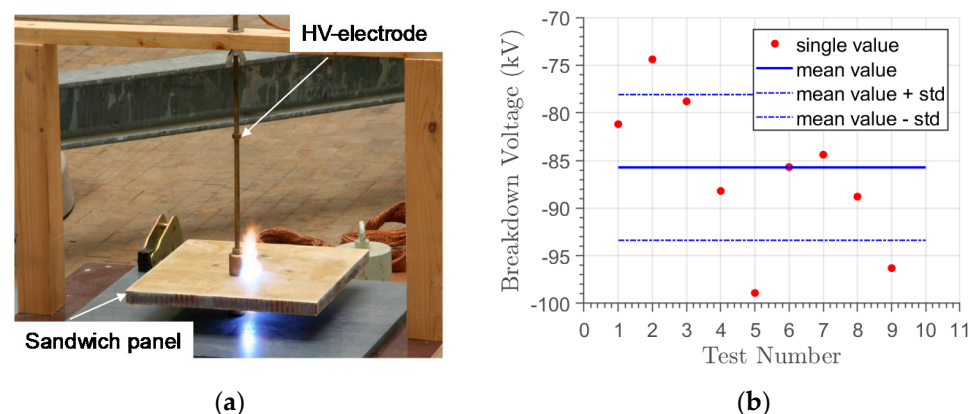 HV-electrode
Sandwich panel
(a)
Breakdown Voltage (kV)
-70
-75
-80
-85
-90
-95
-100
single value
mean value
mean value + std
mean value - std
0 1 2 3 4 5 6 7 8 9 10 11
Test Number
(b)